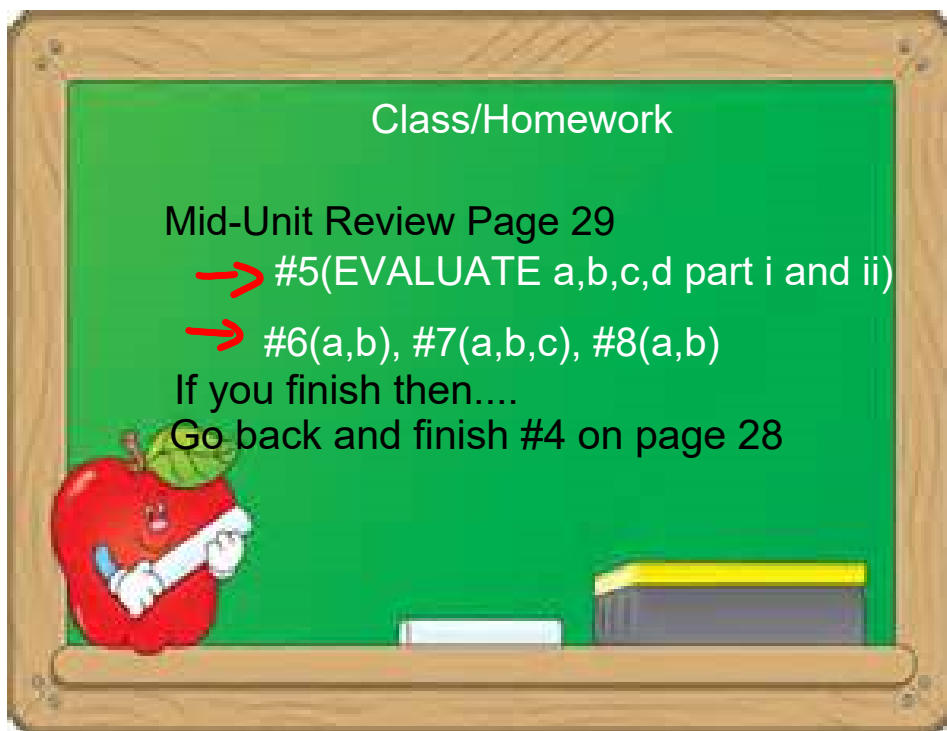 Class/Homework
Mid-Unit Review Page 29
#5(EVALUATE a,b,c,d part i and ii)
#6(a,b), #7(a,b,c), #8(a,b)
If you finish then....
Go back and finish #4 on page 28